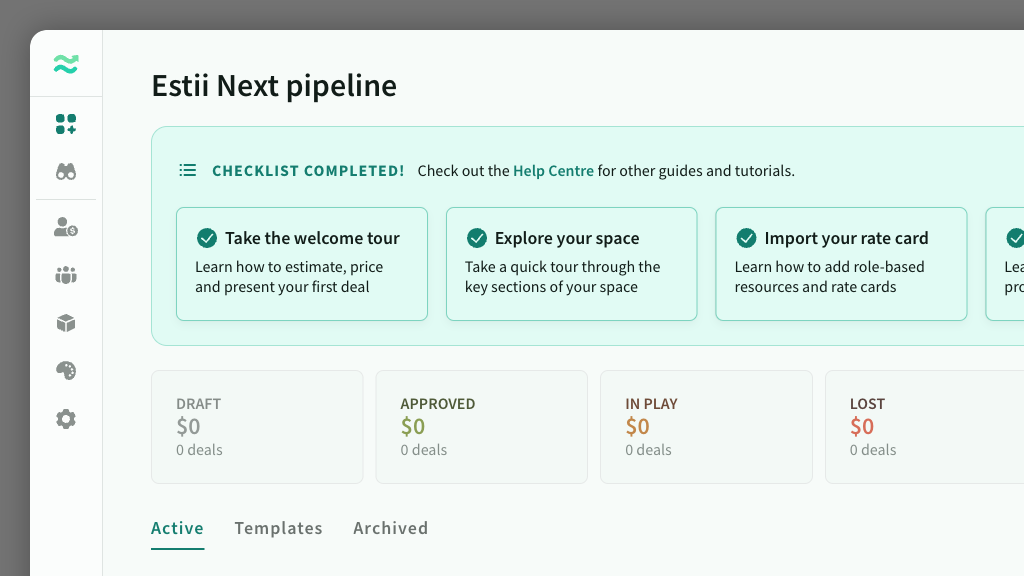 Estii Next pipeline
CHECKLIST COMPLETED! Check out the Help Centre for other guides and tutorials.
Take the welcome tour
Learn how to estimate, price
and present your first deal
Explore your space
Take a quick tour through the
key sections of your space
Import your rate card
Learn how to add role-based
resources and rate cards
DRAFT
$0
0 deals
APPROVED
$0
0 deals
IN PLAY
$0
0 deals
LOST
$0
0 deals
Active Templates Archived